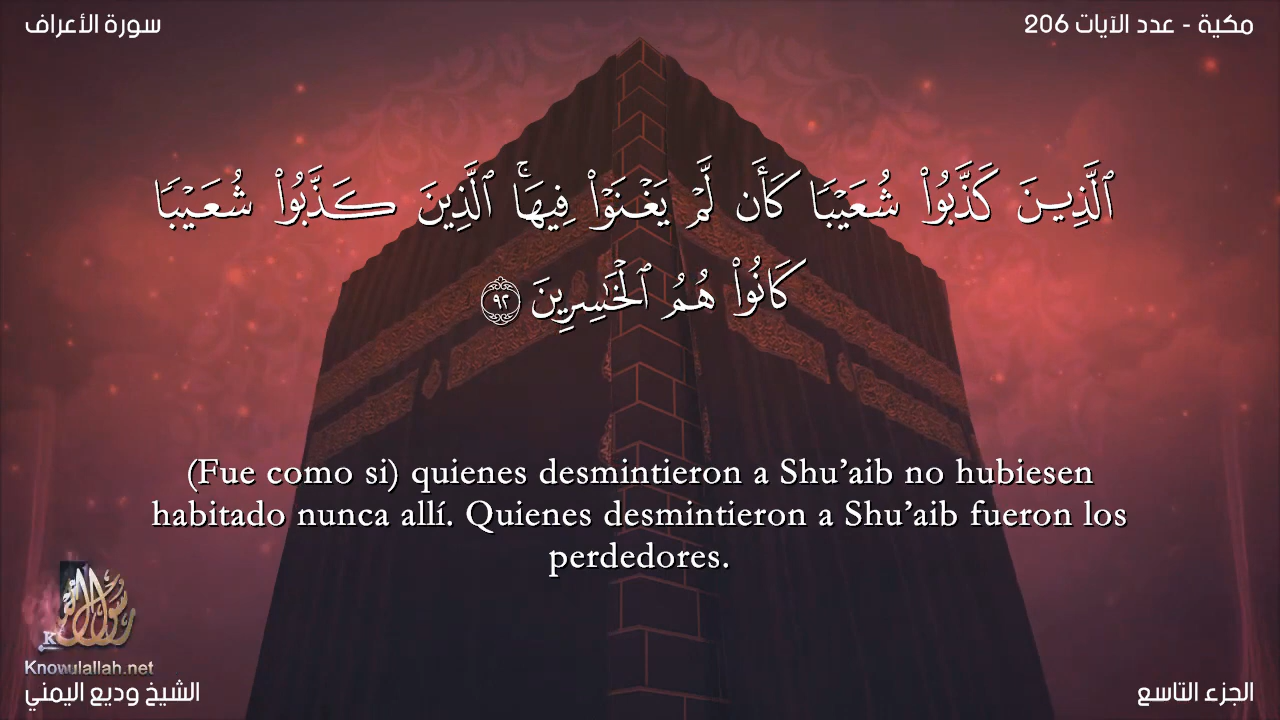 سورة الأعراف
مكية - عدد الآيات 206
ٱلَّذِينَ كَذَّبُوا۟ شُعَيْبًا كَأَن لَّمْ يَغْنَوْا۟ فِيهَا ۚ ٱلَّذِينَ كَذَّبُوا۟ شُعَيْبًا
كَانُوا۟ هُمُ ٱلْخَٰسِرِينَ ٩٢
(Fue como si) quienes desmintieron a Shu’aib no hubiesen
habitado nunca allí. Quienes desmintieron a Shu’aib fueron los
perdedores.
Knowulallah.net
الشيخ وديع اليمني
الجزء التاسع